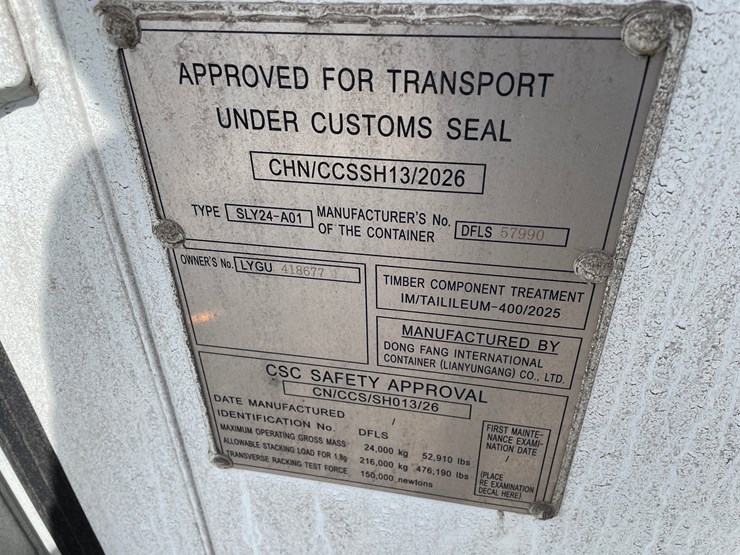 APPROVED FOR TRANSPORT
UNDER CUSTOMS SEAL
CHN/CCSSH13/2026
TYPE SLY24-A01 MANUFACTURER'S No. OF THE CONTAINER DFLS 57990
OWNER'S No. LYGU 418677
TIMBER COMPONENT TREATMENT
IM/TAILILEUM-400/2025
MANUFACTURED BY
DONG FANG INTERNATIONAL
CONTAINER (LIANYUNGANG) CO., LTD.
CSC SAFETY APPROVAL
CN/CCS/SH013/26
DATE MANUFACTURED /
IDENTIFICATION No. DFLS
MAXIMUM OPERATING GROSS MASS 24,000 kg 52,910 lbs
ALLOWABLE STACKING LOAD FOR 1.8g 216,000 kg 476,190 lbs
TRANSVERSE RACKING TEST FORCE 150,000 newtons
FIRST MAINTE-
NANCE EXAMI-
NATION DATE
/
(PLACE
RE EXAMINATION
DECAL HERE)